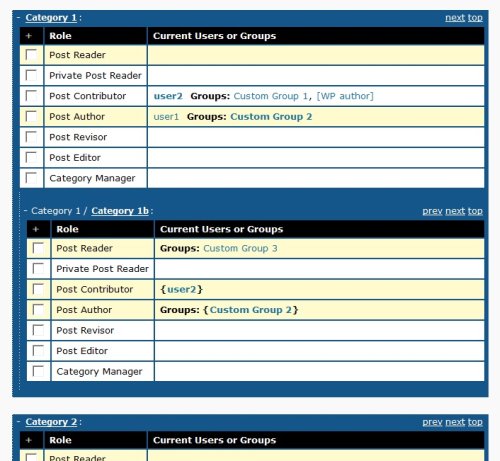 - Category 1: next top
+ Role Current Users or Groups
Post Reader
Private Post Reader
Post Contributor user2 Groups: Custom Group 1, [WP author]
Post Author user1 Groups: Custom Group 2
Post Revisor
Post Editor
Category Manager
- Category 1 / Category 1b: prev next top
+ Role Current Users or Groups
Post Reader Groups: Custom Group 3
Private Post Reader
Post Contributor {user2}
Post Author Groups: {Custom Group 2}
Post Revisor
Post Editor
Category Manager
- Category 2: prev next top
+ Role Current Users or Groups
Post Reader